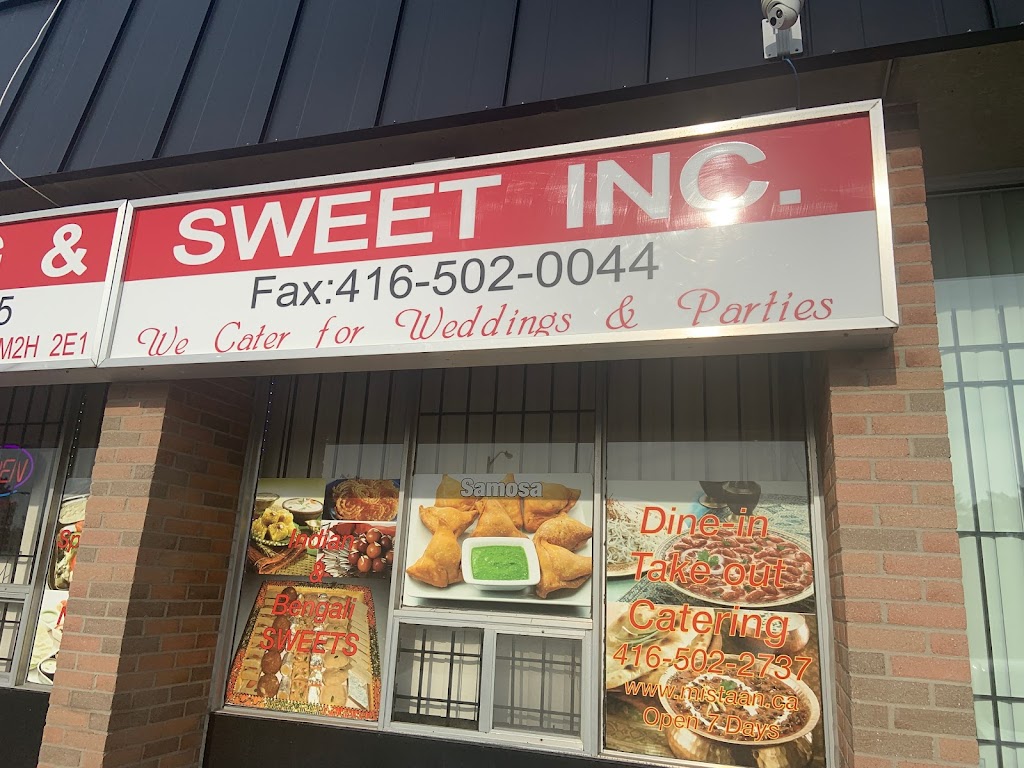 & SWEET INC.
5
Fax:416-502-0044
M2H 2E1
We Cater for Weddings & Parties
Indian
&
Bengali
SWEETS
Samosa
Dine-in
Take out
Catering
416-502-2737
www.mistaan.ca
Open 7 Days